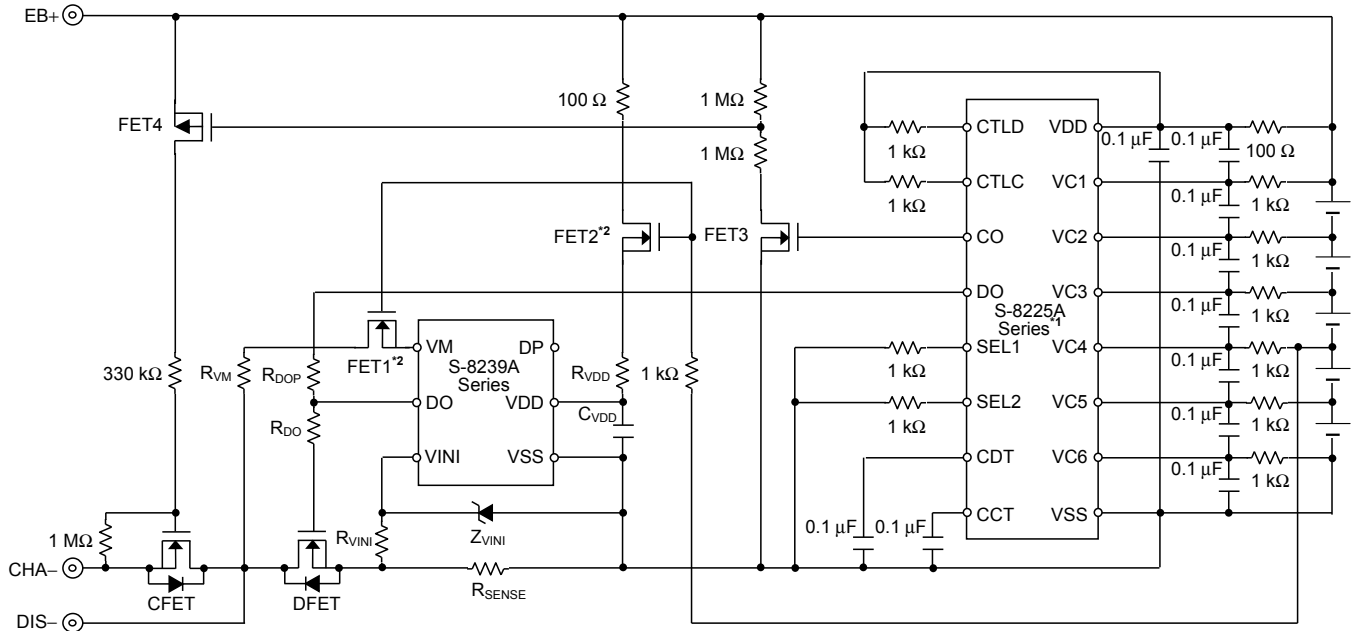 EB+
FET4
100 Ω
1 MΩ
1 MΩ
FET2*2
FET3
FET1*2
CTLD
1 kΩ
CTLC
1 kΩ
CO
DO
S-8225A
Series*1
SEL1
1 kΩ
SEL2
1 kΩ
CDT
CCT
0.1 µF
0.1 µF
VDD
VC1
VC2
VC3
VC4
VC5
VC6
VSS
0.1 µF
0.1 µF
100 Ω
0.1 µF
1 kΩ
0.1 µF
1 kΩ
0.1 µF
1 kΩ
0.1 µF
1 kΩ
0.1 µF
1 kΩ
0.1 µF
1 kΩ
330 kΩ
RVM
RDOP
RDO
VM
DP
S-8239A
Series
DO
VDD
VINI
VSS
RVDD
CVDD
1 kΩ
RVINI
ZVINI
RSENSE
1 MΩ
CHA−
CFET
DFET
DIS−